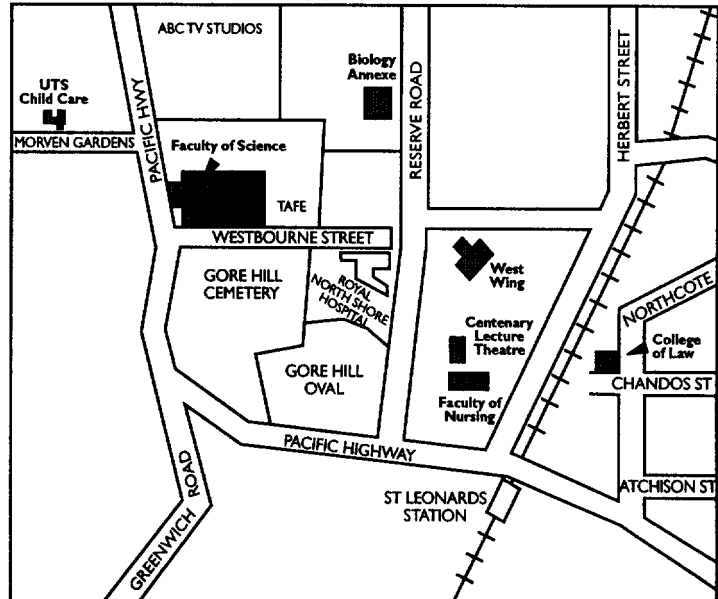 ABC TV STUDIOS
UTS
Child Care
MORVEN GARDENS
PACIFIC HWY
Faculty of Science
TAFE
Biology
Annexe
RESERVE ROAD
HERBERT STREET
WESTBOURNE STREET
GORE HILL
CEMETERY
ROYAL
NORTH SHORE
HOSPITAL
West
Wing
Centenary
Lecture
Theatre
Faculty of
Nursing
GORE HILL
OVAL
NORTHCOTE
College
of Law
CHANDOS ST
ATCHISON ST
PACIFIC HIGHWAY
ST LEONARDS
STATION
GREENWICH ROAD